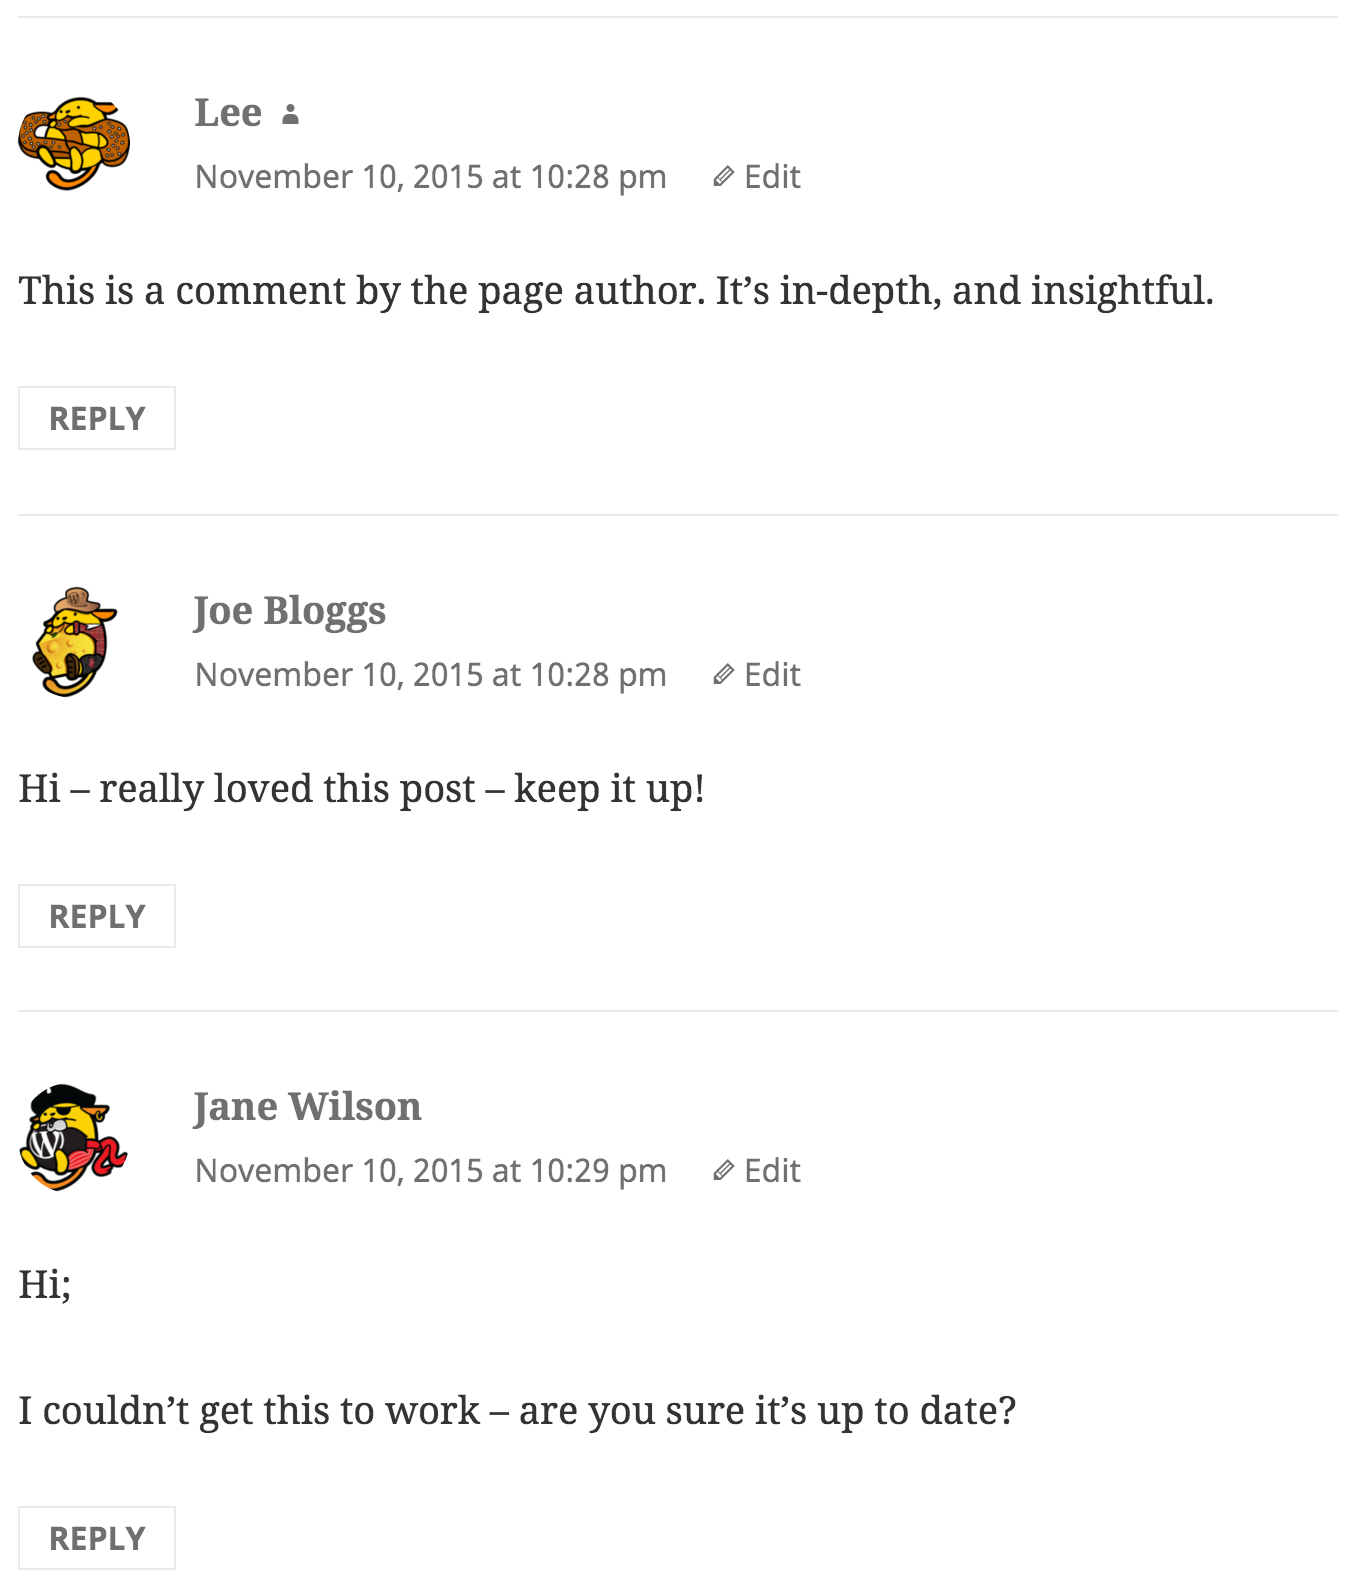 Lee
November 10, 2015 at 10:28 pm Edit
This is a comment by the page author. It’s in-depth, and insightful.
REPLY
Joe Bloggs
November 10, 2015 at 10:28 pm Edit
Hi – really loved this post – keep it up!
REPLY
Jane Wilson
November 10, 2015 at 10:29 pm Edit
Hi;
I couldn’t get this to work – are you sure it’s up to date?
REPLY